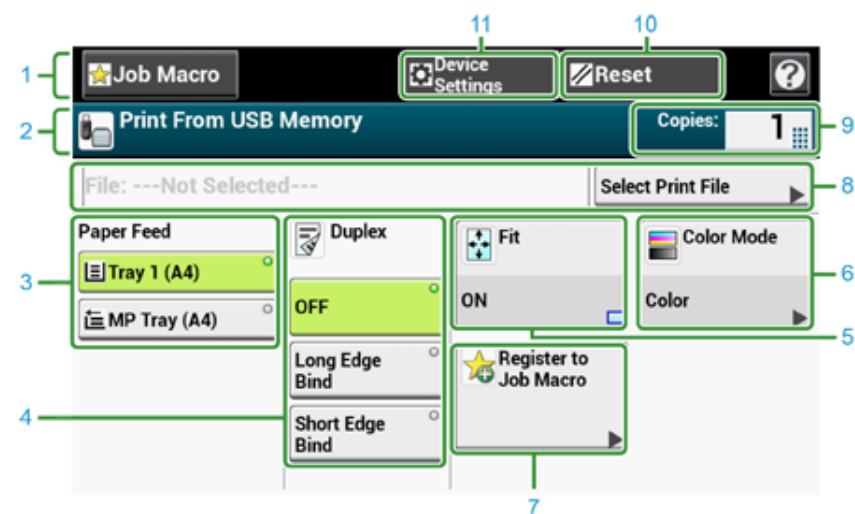 11
10
1
Job Macro
Device
Settings
Reset
?
2
Print From USB Memory
Copies:
1
9
File: ---Not Selected---
Select Print File
8
Paper Feed
Duplex
Fit
Color Mode
3
Tray 1 (A4)
OFF
ON
Color
6
MP Tray (A4)
5
Long Edge
Bind
Register to
Job Macro
4
Short Edge
Bind
7